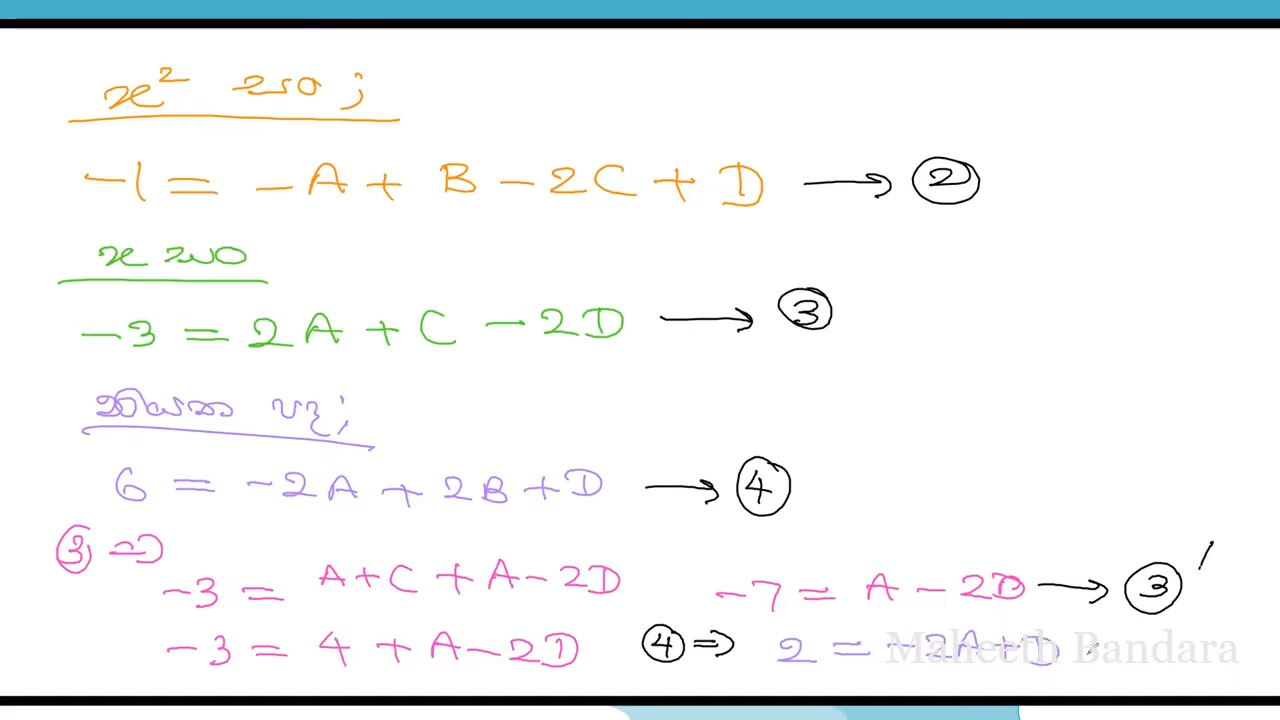 x² න්ගේ ;
-1 = -A + B - 2C + D → ②
x න්ගේ
-3 = 2A + C - 2D → ③
නියත පද ;
6 = -2A + 2B + D → ④
③ ⇒
-3 = A+C + A-2D
-7 = A - 2D → ③′
-3 = 4 + A-2D
④ ⇒ 2 = -2A+D
Maheeth Bandara